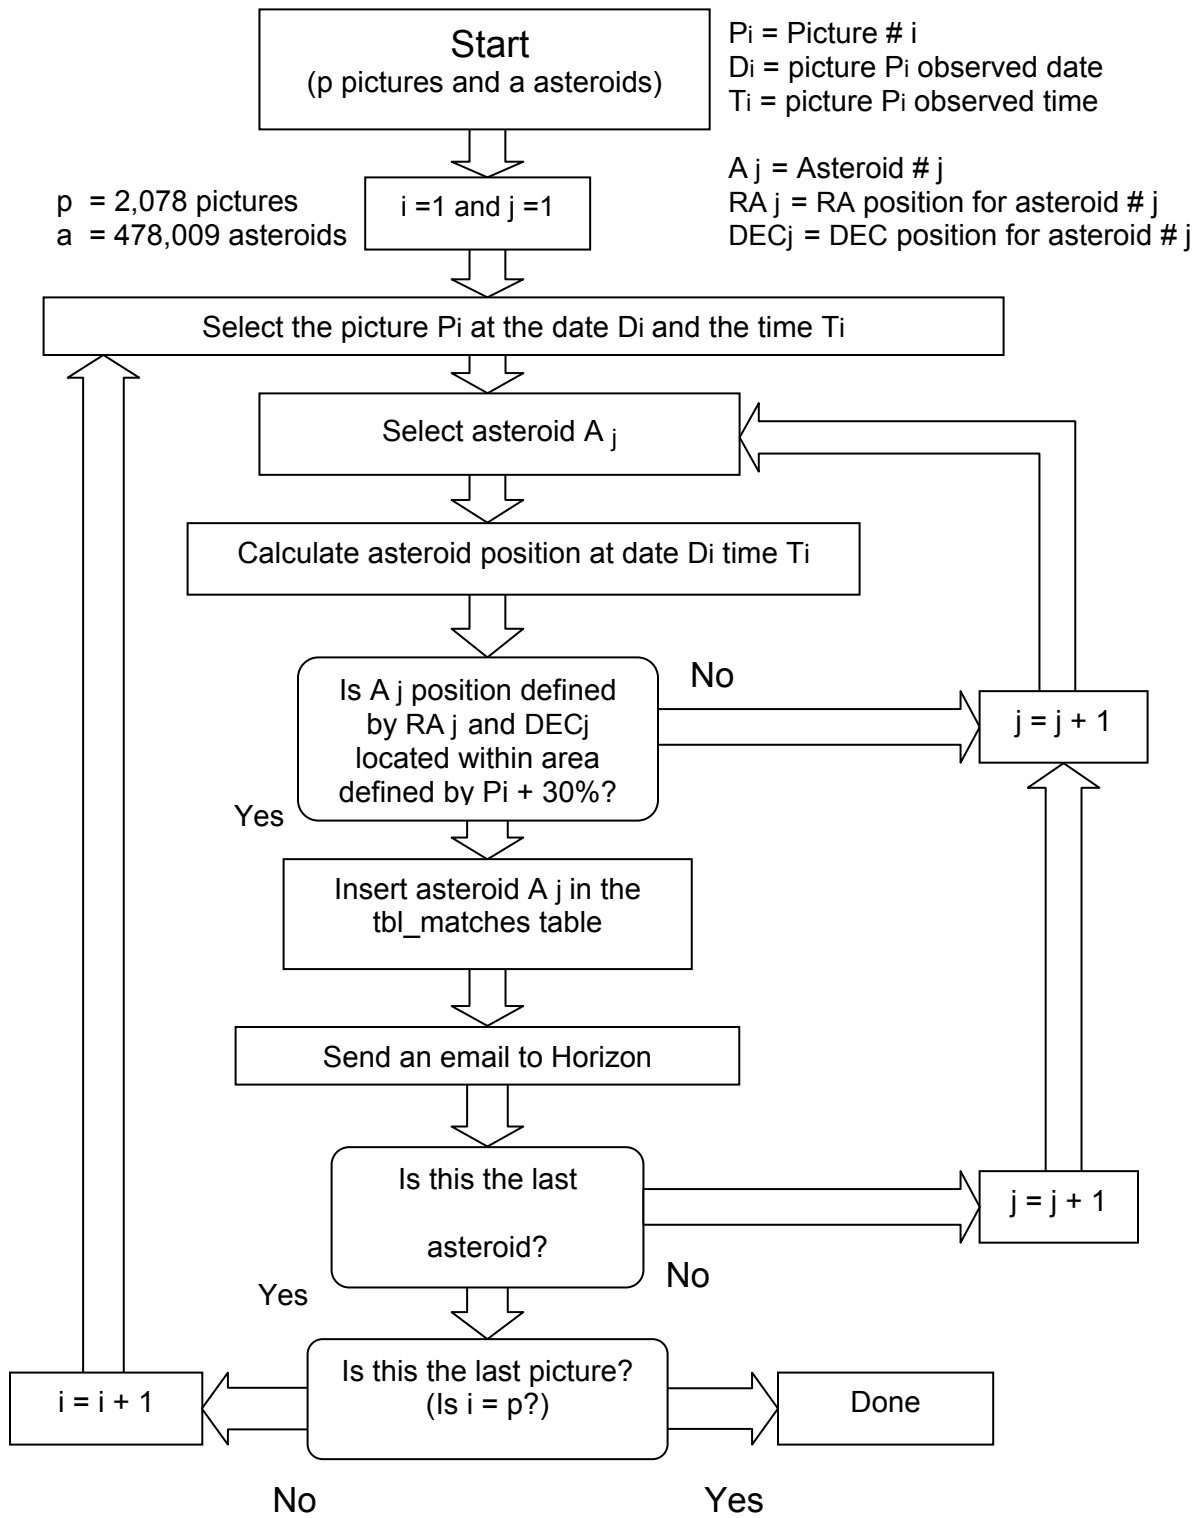 Start
(p pictures and a asteroids)
Pi = Picture # i
Di = picture Pi observed date
Ti = picture Pi observed time
A j = Asteroid # j
RA j = RA position for asteroid # j
DECj = DEC position for asteroid # j
p = 2,078 pictures
a = 478,009 asteroids
i =1 and j =1
Select the picture Pi at the date Di and the time Ti
Select asteroid A j
Calculate asteroid position at date Di time Ti
Is A j position defined
by RA j and DECj
located within area
defined by Pi + 30%?
No
j = j + 1
Yes
Insert asteroid A j in the
tbl_matches table
Send an email to Horizon
Is this the last
asteroid?
j = j + 1
No
Yes
Is this the last picture?
(Is i = p?)
i = i + 1
Done
No
Yes